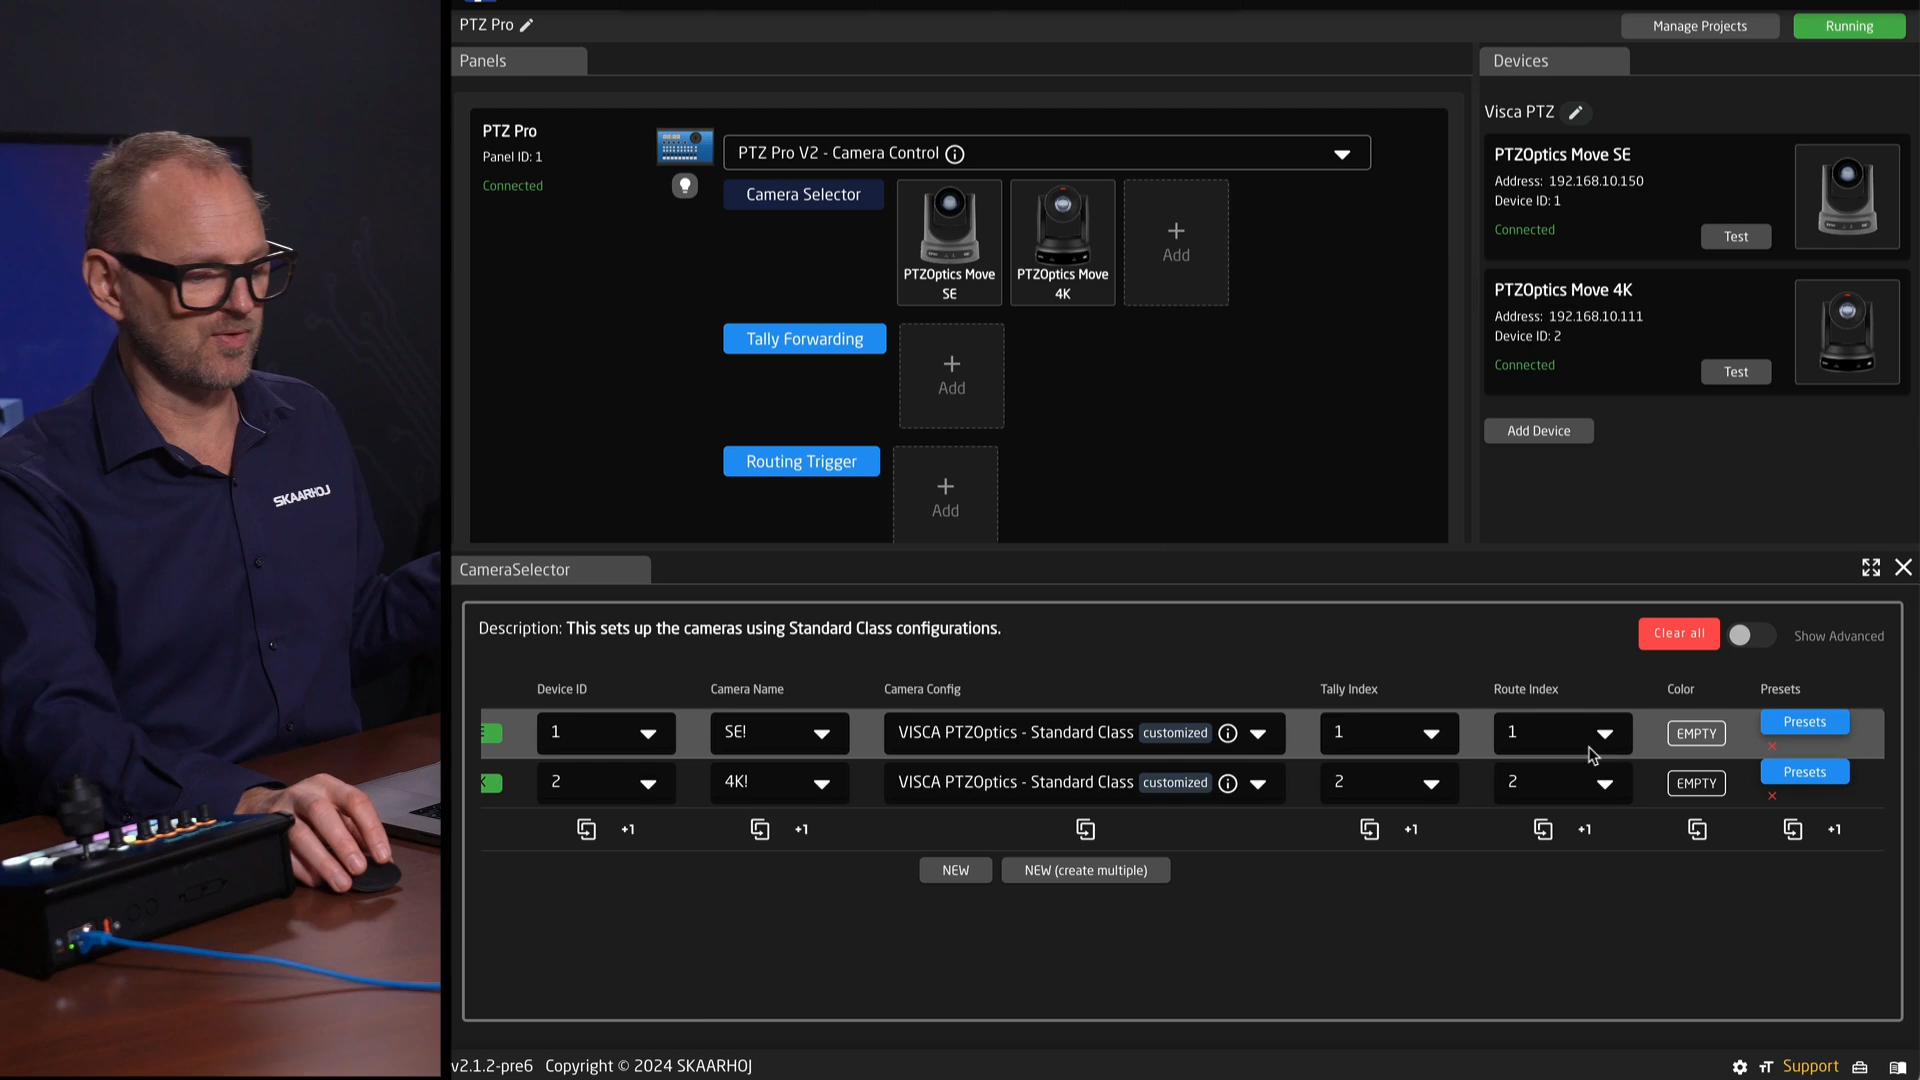 PTZ Pro
Manage Projects
Running
Panels
Devices
PTZ Pro
Panel ID: 1
Connected
PTZ Pro V2 - Camera Control
Camera Selector
PTZOptics Move
SE
PTZOptics Move
4K
+
Add
Tally Forwarding
+
Add
Routing Trigger
+
Add
Visca PTZ
PTZOptics Move SE
Address: 192.168.10.150
Device ID: 1
Connected
Test
PTZOptics Move 4K
Address: 192.168.10.111
Device ID: 2
Connected
Test
Add Device
SKAARHOJ
CameraSelector
Description: This sets up the cameras using Standard Class configurations.
Clear all
Show Advanced
Device ID Camera Name Camera Config Tally Index Route Index Color Presets
1 SE! VISCA PTZOptics - Standard Class customized 1 1 EMPTY Presets
2 4K! VISCA PTZOptics - Standard Class customized 2 2 EMPTY Presets
+1 +1 +1 +1 +1
NEW NEW (create multiple)
v2.1.2-pre6 Copyright © 2024 SKAARHOJ
Support